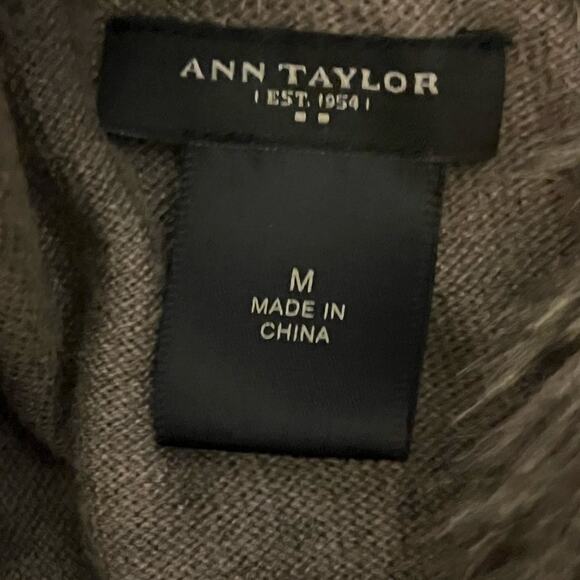 ANN TAYLOR
| EST. 1954 |
M
MADE IN
CHINA